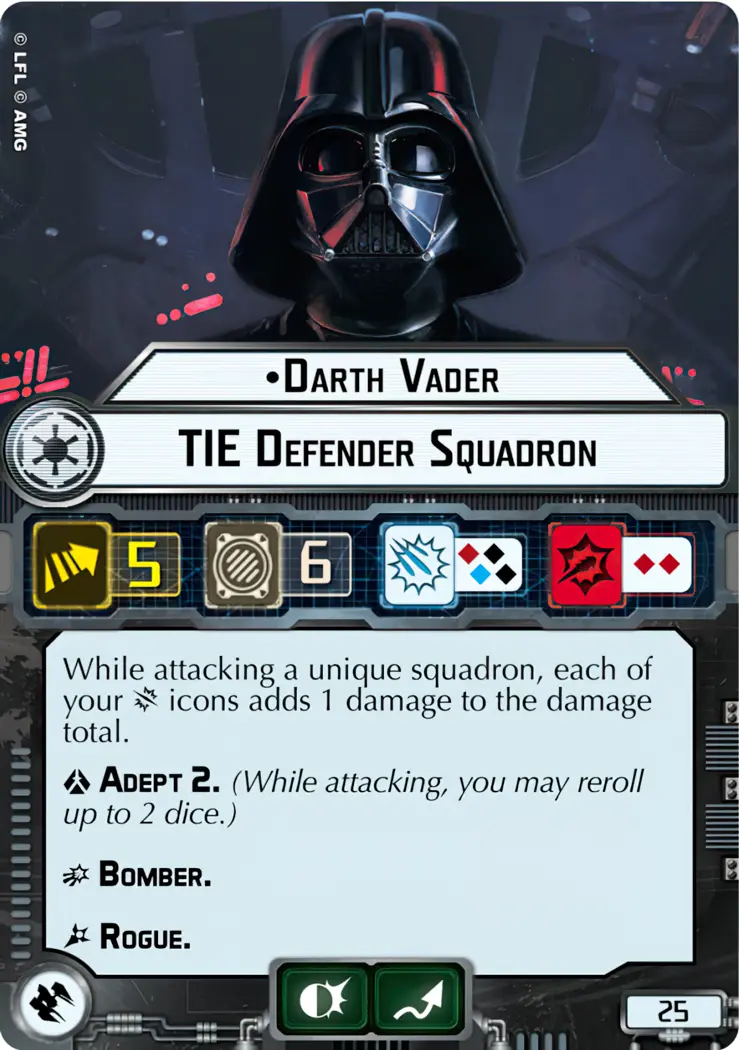 © LFL © AMG
•Darth Vader
TIE Defender Squadron
5
6
While attacking a unique squadron, each of
your icons adds 1 damage to the damage
total.
Adept 2. (While attacking, you may reroll
up to 2 dice.)
Bomber.
Rogue.
25